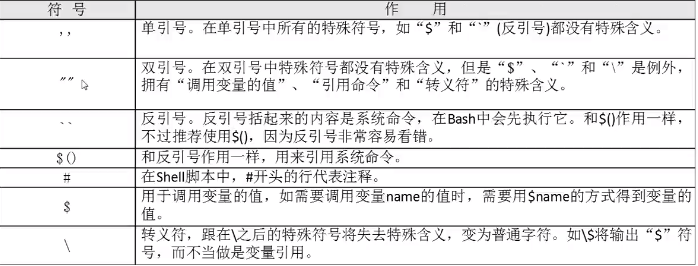 符 号 作 用
' ' 单引号。在单引号中所有的特殊符号，如“$”和“`”(反引号)都没有特殊含义。
" " 双引号。在双引号中特殊符号都没有特殊含义，但是“$”、“`”和“\”是例外，
拥有“调用变量的值”、“引用命令”和“转义符”的特殊含义。
` ` 反引号。反引号括起来的内容是系统命令，在Bash中会先执行它。和$()作用一样，
不过推荐使用$()，因为反引号非常容易看错。
$() 和反引号作用一样，用来引用系统命令。
# 在Shell脚本中，#开头的行代表注释。
$ 用于调用变量的值，如需要调用变量name的值时，需要用$name的方式得到变量的
值。
\ 转义符，跟在\之后的特殊符号将失去特殊含义，变为普通字符。如\$将输出“$”符
号，而不当做是变量引用。